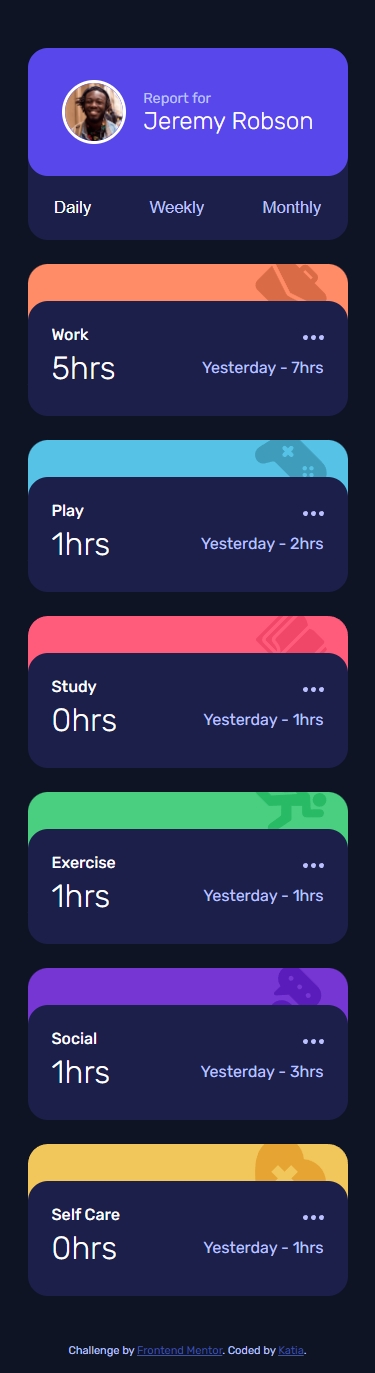 Report for
Jeremy Robson
Daily Weekly Monthly
Work
5hrs Yesterday - 7hrs
Play
1hrs Yesterday - 2hrs
Study
0hrs Yesterday - 1hrs
Exercise
1hrs Yesterday - 1hrs
Social
1hrs Yesterday - 3hrs
Self Care
0hrs Yesterday - 1hrs
Challenge by Frontend Mentor. Coded by Katia.